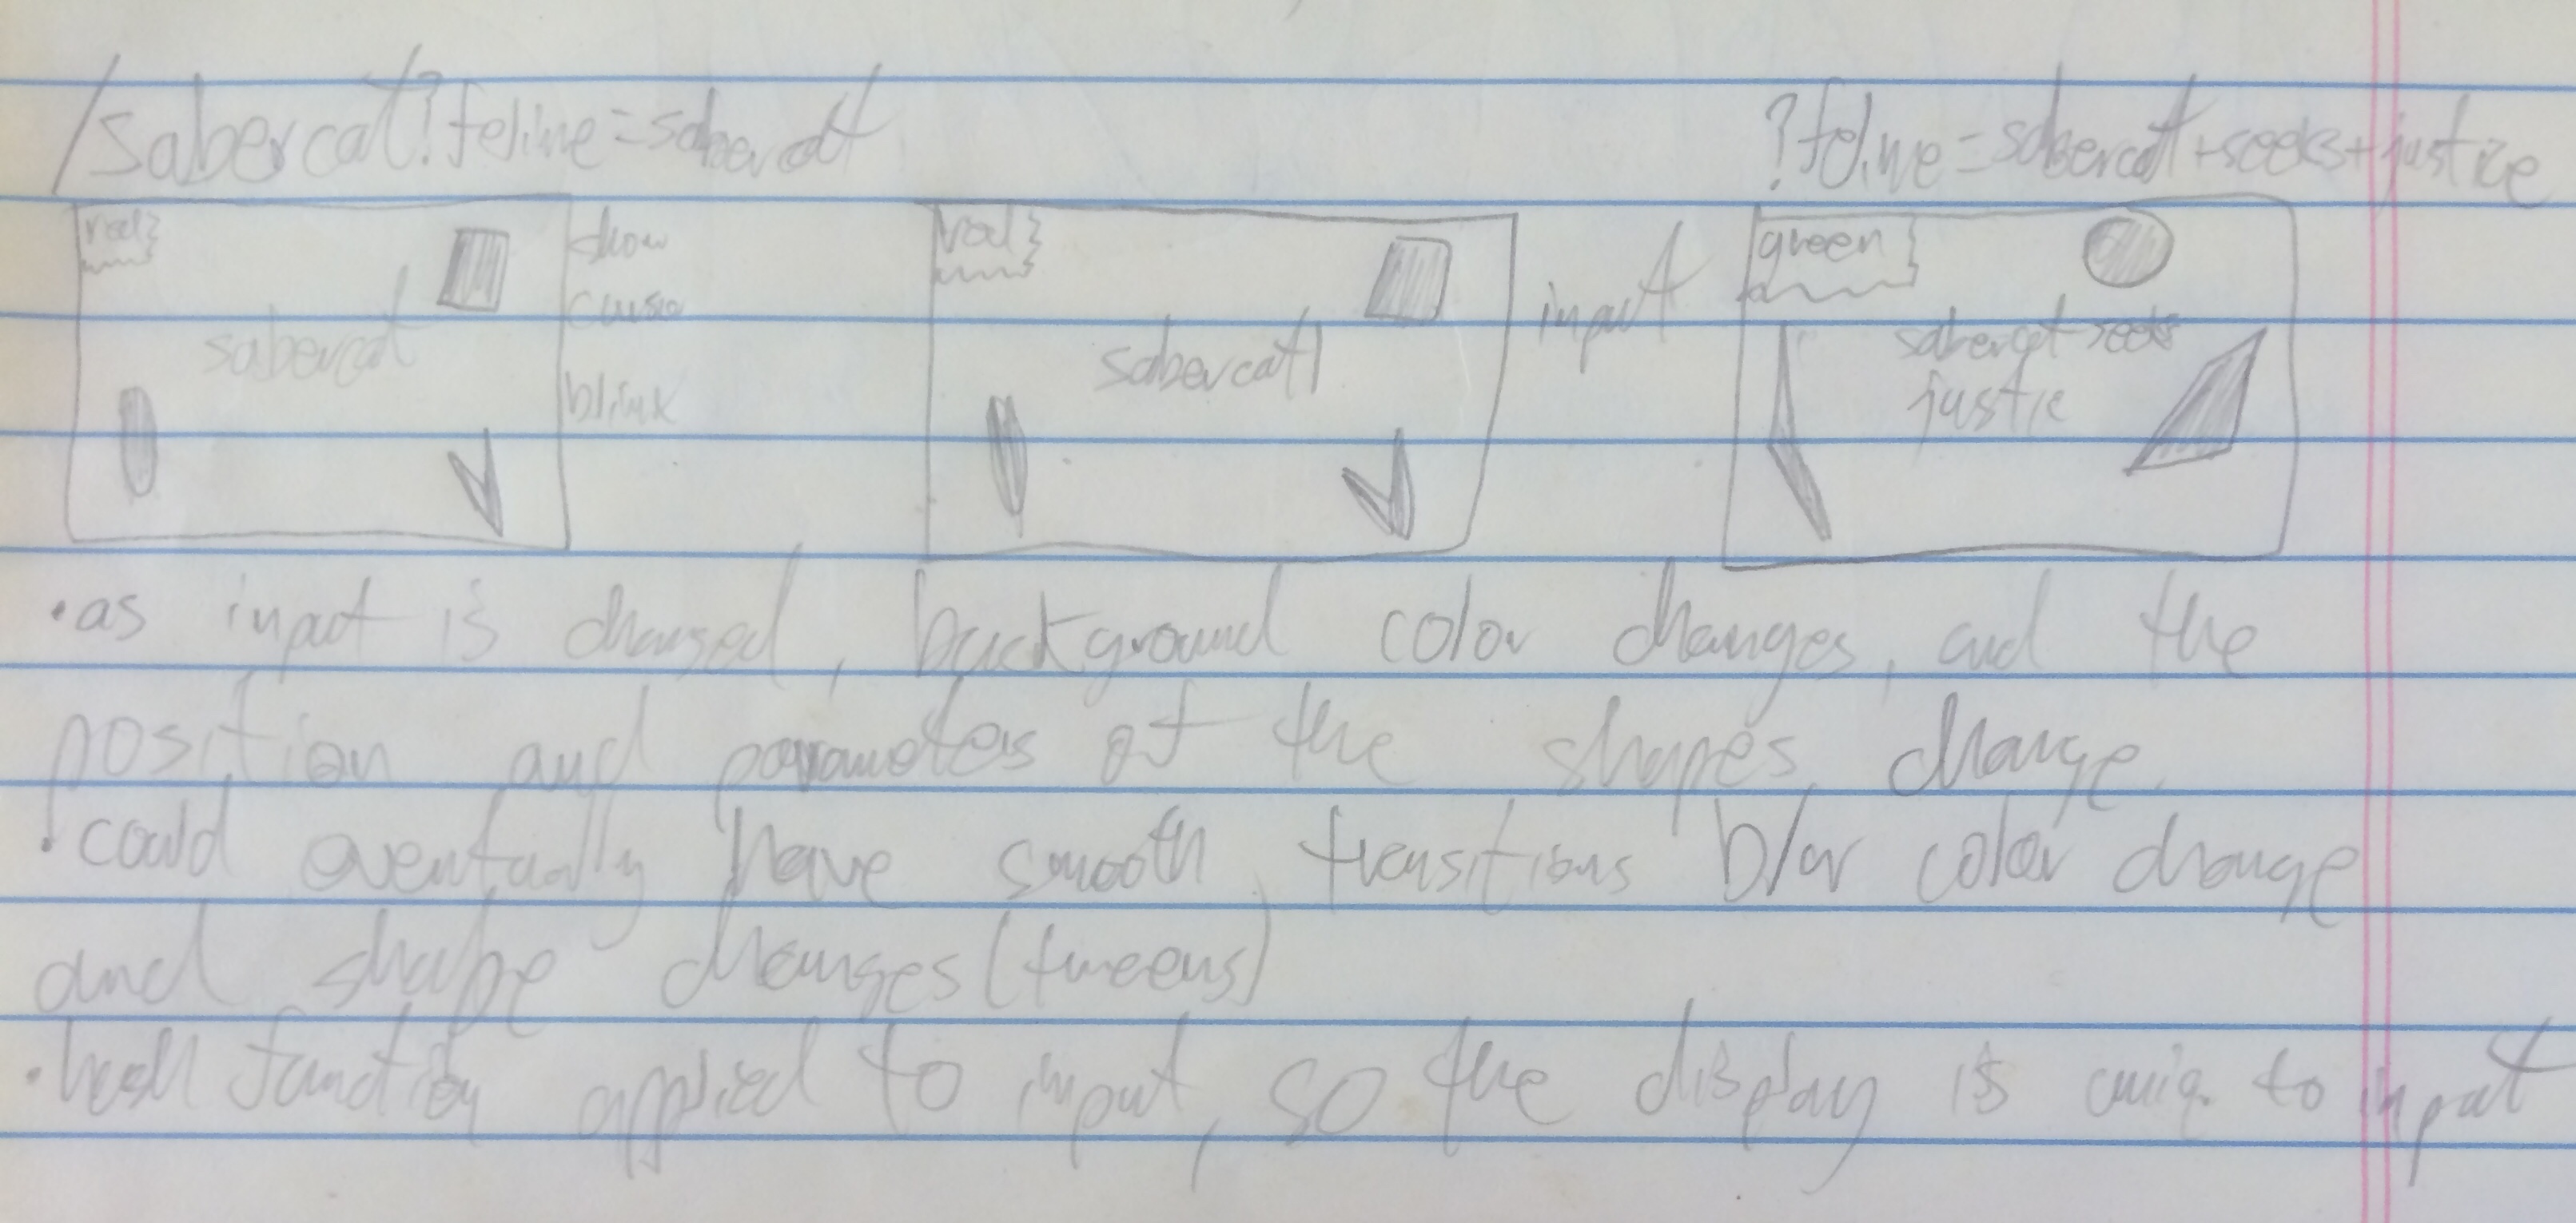 /sabercat?feline=sabercat
?feline=sabercat+seeks+justice
red
sabercat
show
cursor
blink
red
sabercat|
input
green
sabercat seeks
justice
• as input is changed, background color changes, and the
position and parameters of the shapes change.
• could eventually have smooth transitions b/w color change
and shape changes (tweens)
• hash function applied to input, so the display is uniq. to input